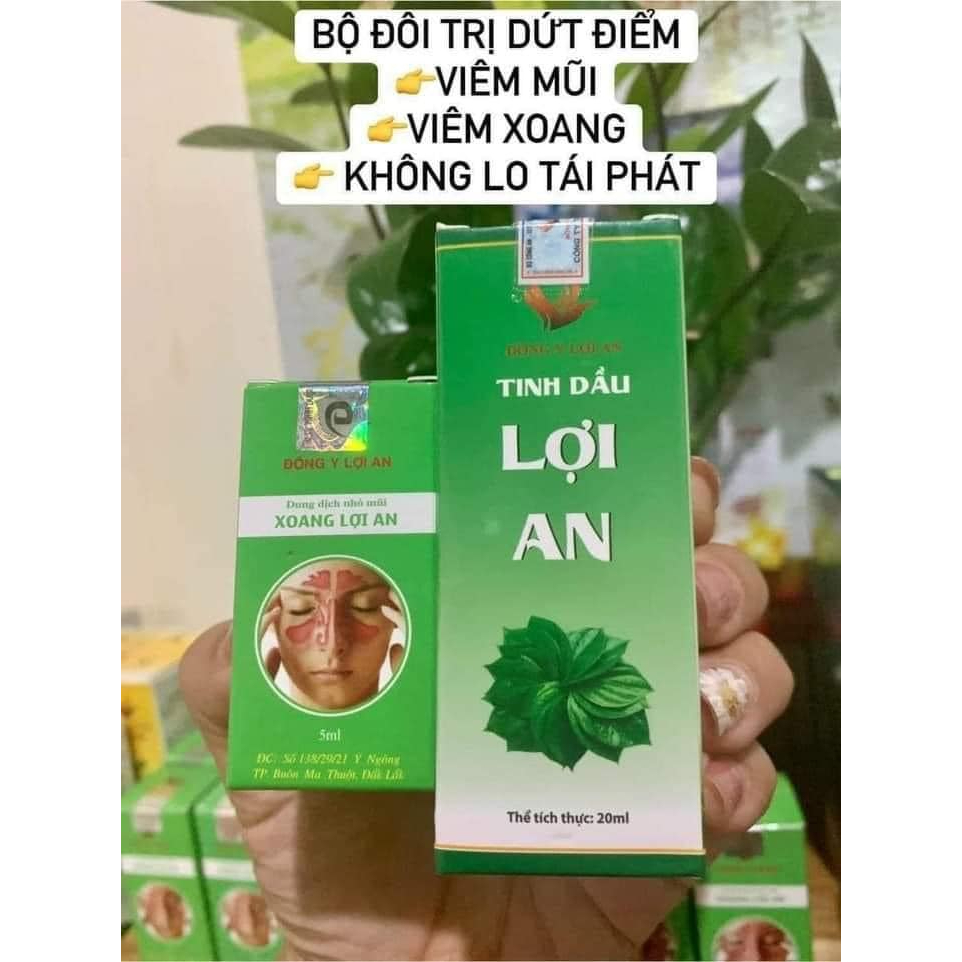 BỘ ĐÔI TRỊ DỨT ĐIỂM
👉VIÊM MŨI
👉VIÊM XOANG
👉 KHÔNG LO TÁI PHÁT
CÔNG TY
ĐÔNG Y LỢI AN
TINH DẦU
LỢI
AN
Thể tích thực: 20ml
ĐÔNG Y LỢI AN
Dung dịch nhỏ mũi
XOANG LỢI AN
5ml
ĐC: Số 138/29/21 Y Ngông
TP. Buôn Ma Thuột, Đắk Lắk